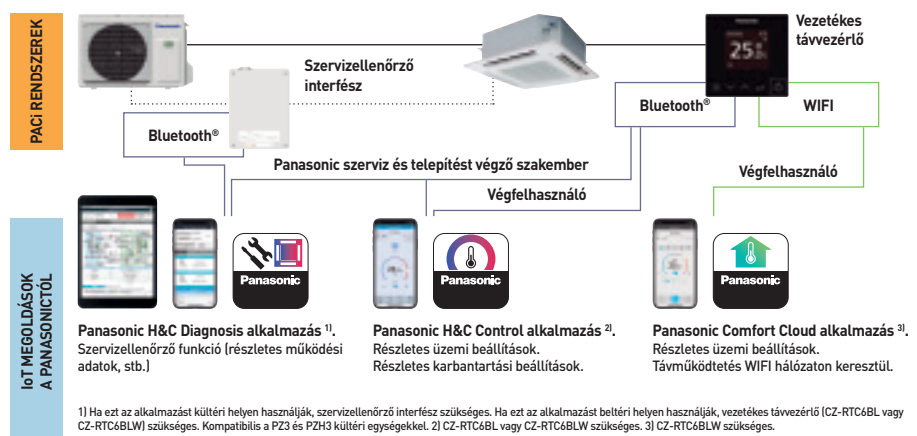 PACi RENDSZEREK
Szervizellenőrző
interfész
Vezetékes
távvezérlő
Bluetooth®
Bluetooth®
WIFI
Panasonic szerviz és telepítést végző szakember
Végfelhasználó
Végfelhasználó
IoT MEGOLDÁSOK
A PANASONICTÓL
Panasonic
Panasonic
Panasonic
Panasonic H&C Diagnosis alkalmazás 1).
Szervizellenőrző funkció (részletes működési
adatok, stb.)
Panasonic H&C Control alkalmazás 2).
Részletes üzemi beállítások.
Részletes karbantartási beállítások.
Panasonic Comfort Cloud alkalmazás 3).
Részletes üzemi beállítások.
Távműködtetés WIFI hálózaton keresztül.
1) Ha ezt az alkalmazást kültéri helyen használják, szervizellenőrző interfész szükséges. Ha ezt az alkalmazást beltéri helyen használják, vezetékes távvezérlő (CZ-RTC6BL vagy
CZ-RTC6BLW) szükséges. Kompatibilis a PZ3 és PZH3 kültéri egységekkel. 2) CZ-RTC6BL vagy CZ-RTC6BLW szükséges. 3) CZ-RTC6BLW szükséges.